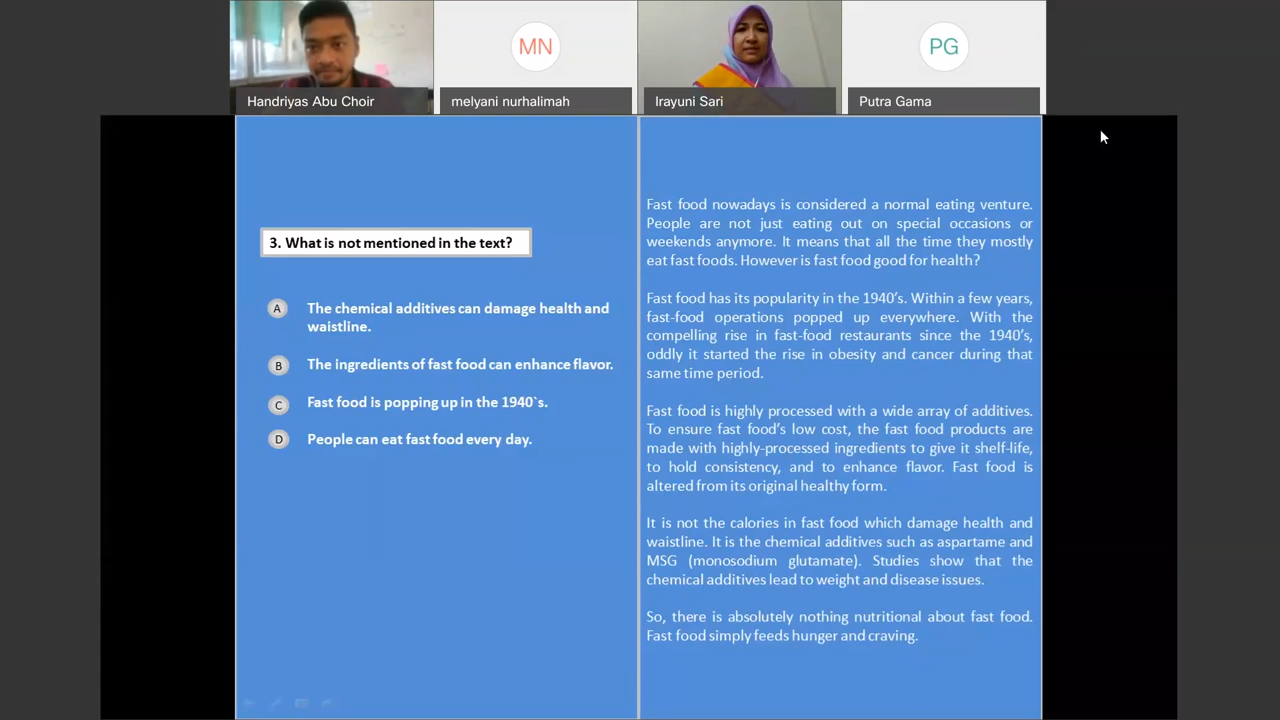 MN
PG
Handriyas Abu Choir
melyani nurhalimah
Irayuni Sari
Putra Gama
3. What is not mentioned in the text?
A
The chemical additives can damage health and
waistline.
B
The ingredients of fast food can enhance flavor.
C
Fast food is popping up in the 1940`s.
D
People can eat fast food every day.
Fast food nowadays is considered a normal eating venture.
People are not just eating out on special occasions or
weekends anymore. It means that all the time they mostly
eat fast foods. However is fast food good for health?
Fast food has its popularity in the 1940’s. Within a few years,
fast-food operations popped up everywhere. With the
compelling rise in fast-food restaurants since the 1940’s,
oddly it started the rise in obesity and cancer during that
same time period.
Fast food is highly processed with a wide array of additives.
To ensure fast food’s low cost, the fast food products are
made with highly-processed ingredients to give it shelf-life,
to hold consistency, and to enhance flavor. Fast food is
altered from its original healthy form.
It is not the calories in fast food which damage health and
waistline. It is the chemical additives such as aspartame and
MSG (monosodium glutamate). Studies show that the
chemical additives lead to weight and disease issues.
So, there is absolutely nothing nutritional about fast food.
Fast food simply feeds hunger and craving.